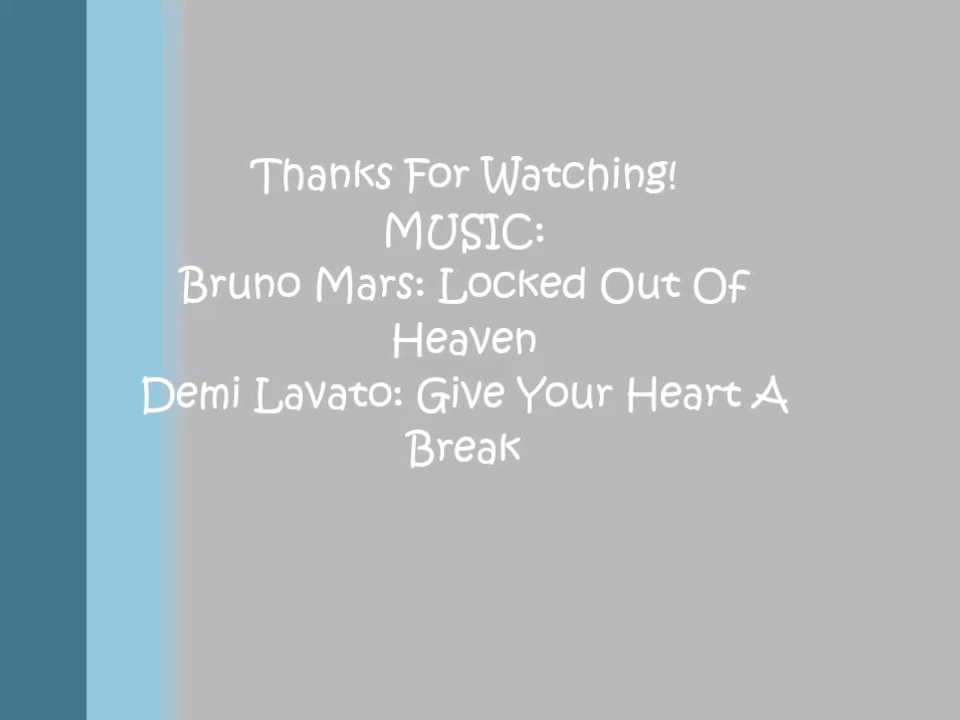 Thanks For Watching!
MUSIC:
Bruno Mars: Locked Out Of
Heaven
Demi Lavato: Give Your Heart A
Break